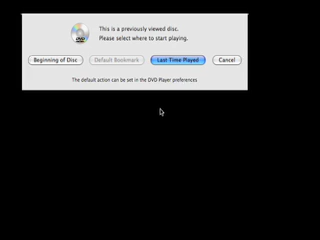 This is a previously viewed disc.
Please select where to start playing.
Beginning of Disc
Default Bookmark
Last Time Played
Cancel
The default action can be set in the DVD Player preferences